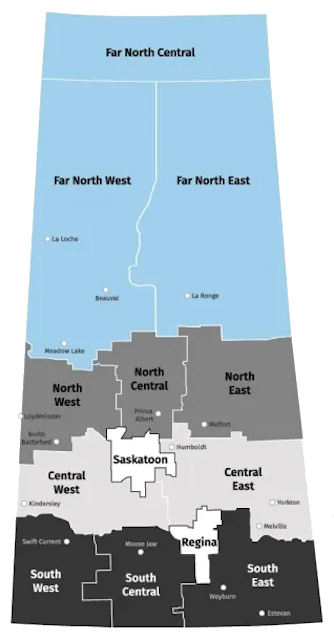 Far North Central
Far North West
Far North East
La Loche
Beauval
La Ronge
Meadow Lake
North
West
North
Central
North
East
Lloydminster
Prince
Albert
Melfort
North
Battleford
Humboldt
Saskatoon
Central
West
Central
East
Kindersley
Yorkton
Melville
Swift Current
Moose Jaw
Regina
South
West
South
Central
South
East
Weyburn
Estevan